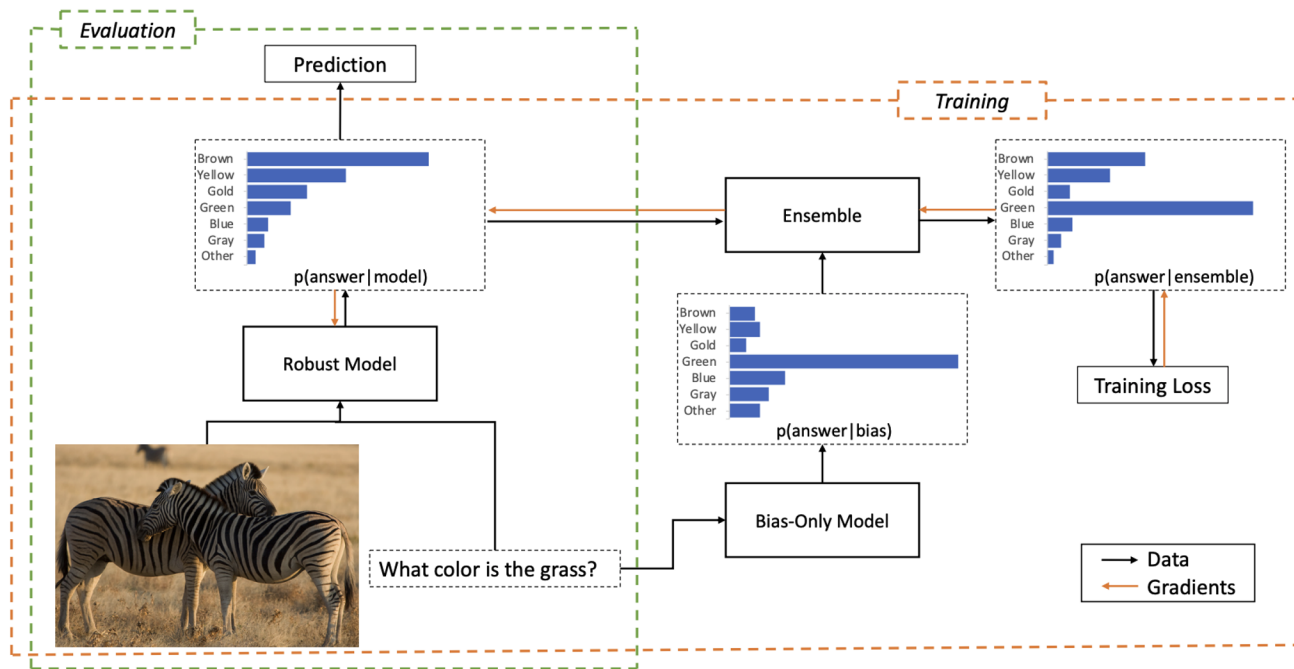 Evaluation
Prediction
Training
Brown
Yellow
Gold
Green
Blue
Gray
Other
p(answer|model)
Ensemble
Brown
Yellow
Gold
Green
Blue
Gray
Other
p(answer|ensemble)
Robust Model
Brown
Yellow
Gold
Green
Blue
Gray
Other
p(answer|bias)
Training Loss
Bias-Only Model
What color is the grass?
Data
Gradients